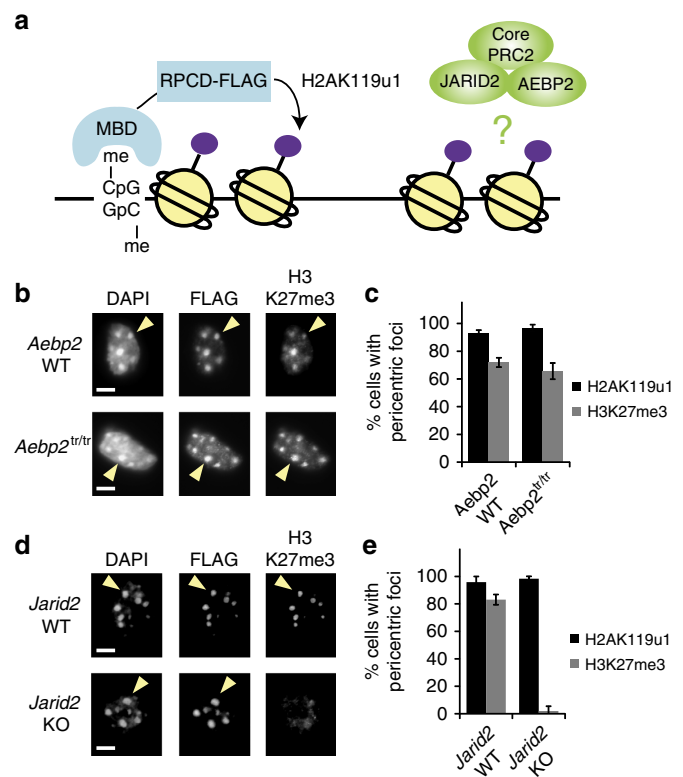 a
Core
PRC2
JARID2
AEBP2
RPCD-FLAG
H2AK119u1
MBD
me
CpG
GpC
me
?
b
DAPI
FLAG
H3
K27me3
Aebp2
WT
Aebp2tr/tr
c
% cells with
pericentric foci
100
80
60
40
20
0
H2AK119u1
H3K27me3
Aebp2
WT
Aebp2tr/tr
d
DAPI
FLAG
H3
K27me3
Jarid2
WT
Jarid2
KO
e
% cells with
pericentric foci
100
80
60
40
20
0
H2AK119u1
H3K27me3
Jarid2
WT
Jarid2
KO